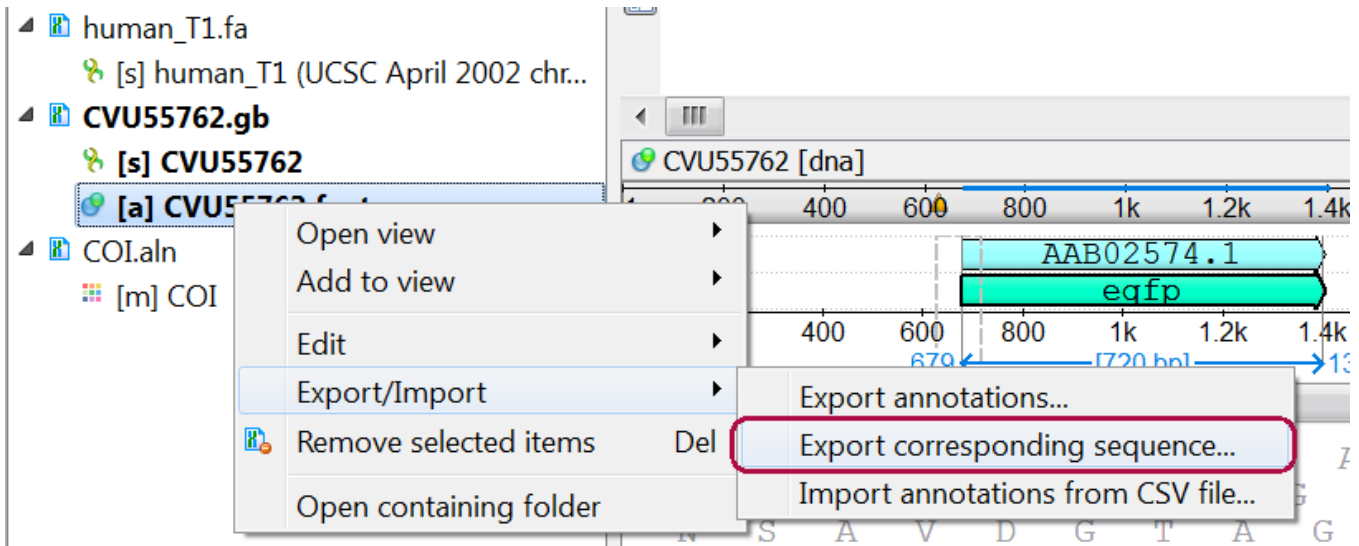 human_T1.fa
[s] human_T1 (UCSC April 2002 chr...
CVU55762.gb
[s] CVU55762
[a] CVU55762
COI.aln
[m] COI
Open view
Add to view
Edit
Export/Import
Remove selected items Del
Open containing folder
Export annotations...
Export corresponding sequence...
Import annotations from CSV file...
CVU55762 [dna]
400 600 800 1k 1.2k 1.4k
AAB02574.1
eqfp
400 600 800 1k 1.2k 1.4k
679 [720 bp] 13
G
N S A V D G T A G